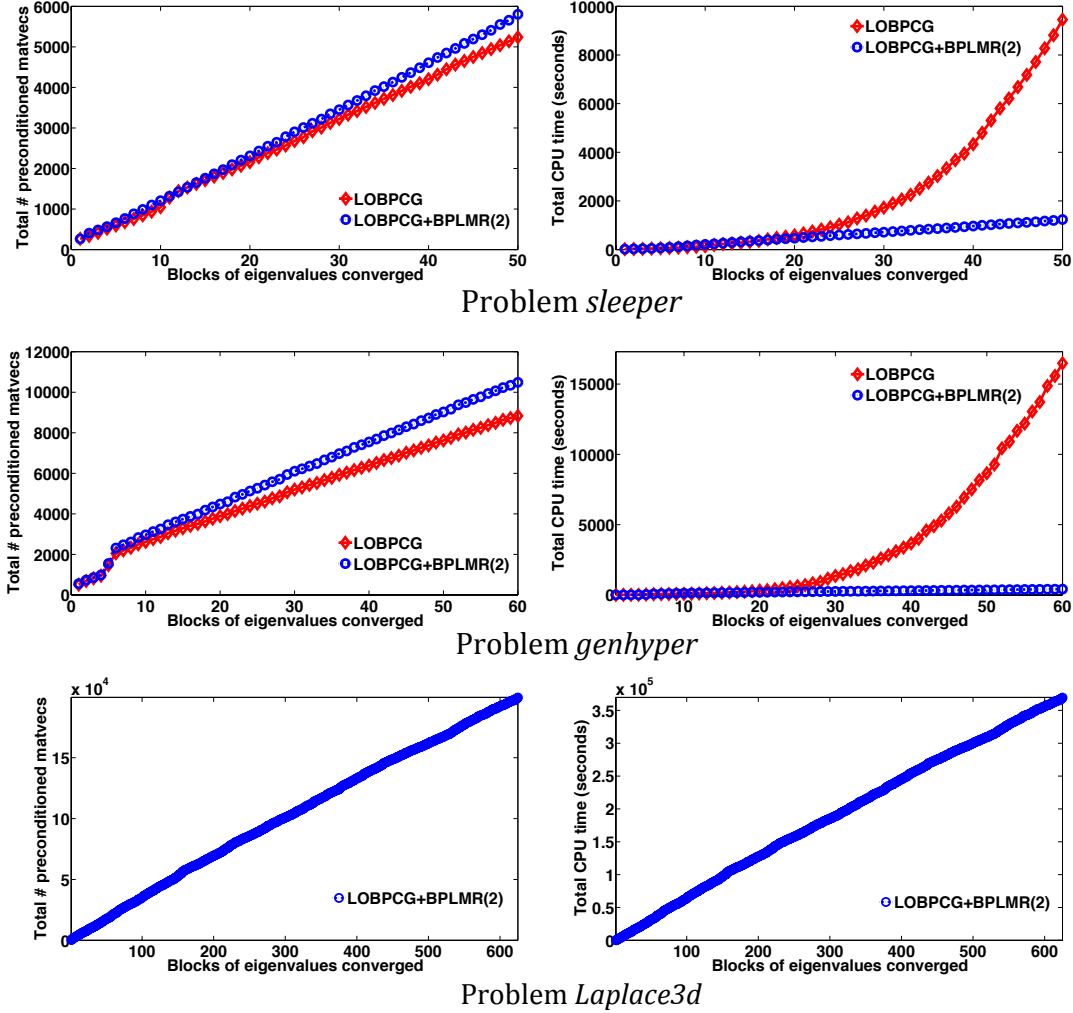 Total # preconditioned matvecs
6000
5000
4000
3000
2000
1000
0
0 10 20 30 40 50
Blocks of eigenvalues converged
LOBPCG
LOBPCG+BPLMR(2)
Total CPU time (seconds)
10000
8000
6000
4000
2000
0
0 10 20 30 40 50
Blocks of eigenvalues converged
LOBPCG
LOBPCG+BPLMR(2)
Problem sleeper
Total # preconditioned matvecs
12000
10000
8000
6000
4000
2000
0
0 10 20 30 40 50 60
Blocks of eigenvalues converged
LOBPCG
LOBPCG+BPLMR(2)
Total CPU time (seconds)
15000
10000
5000
0
0 10 20 30 40 50 60
Blocks of eigenvalues converged
LOBPCG
LOBPCG+BPLMR(2)
Problem genhyper
x 10^4
Total # preconditioned matvecs
15
10
5
0
100 200 300 400 500 600
Blocks of eigenvalues converged
LOBPCG+BPLMR(2)
x 10^5
Total CPU time (seconds)
3.5
3
2.5
2
1.5
1
0.5
0
100 200 300 400 500 600
Blocks of eigenvalues converged
LOBPCG+BPLMR(2)
Problem Laplace3d